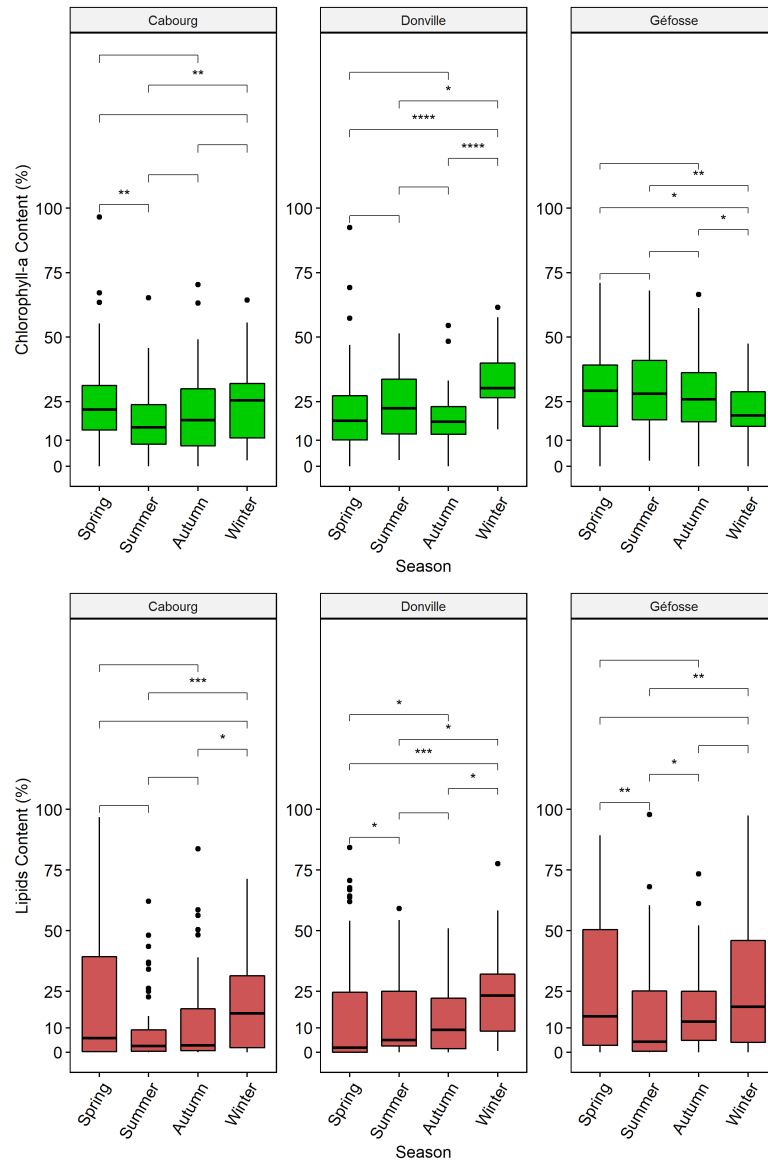 Cabourg
Donville
Géfosse
Chlorophyll-a Content (%)
**
**
*
****
****
**
*
*
100
75
50
25
10
0
100
75
50
25
10
0
100
75
50
25
10
0
Spring
Summer
Autumn
Winter
Spring
Summer
Autumn
Winter
Spring
Summer
Autumn
Winter
Season
Cabourg
Donville
Géfosse
Lipids Content (%)
***
*
*
*
***
*
*
**
*
**
100
75
50
25
10
0
100
75
50
25
10
0
100
75
50
25
10
0
Spring
Summer
Autumn
Winter
Spring
Summer
Autumn
Winter
Spring
Summer
Autumn
Winter
Season